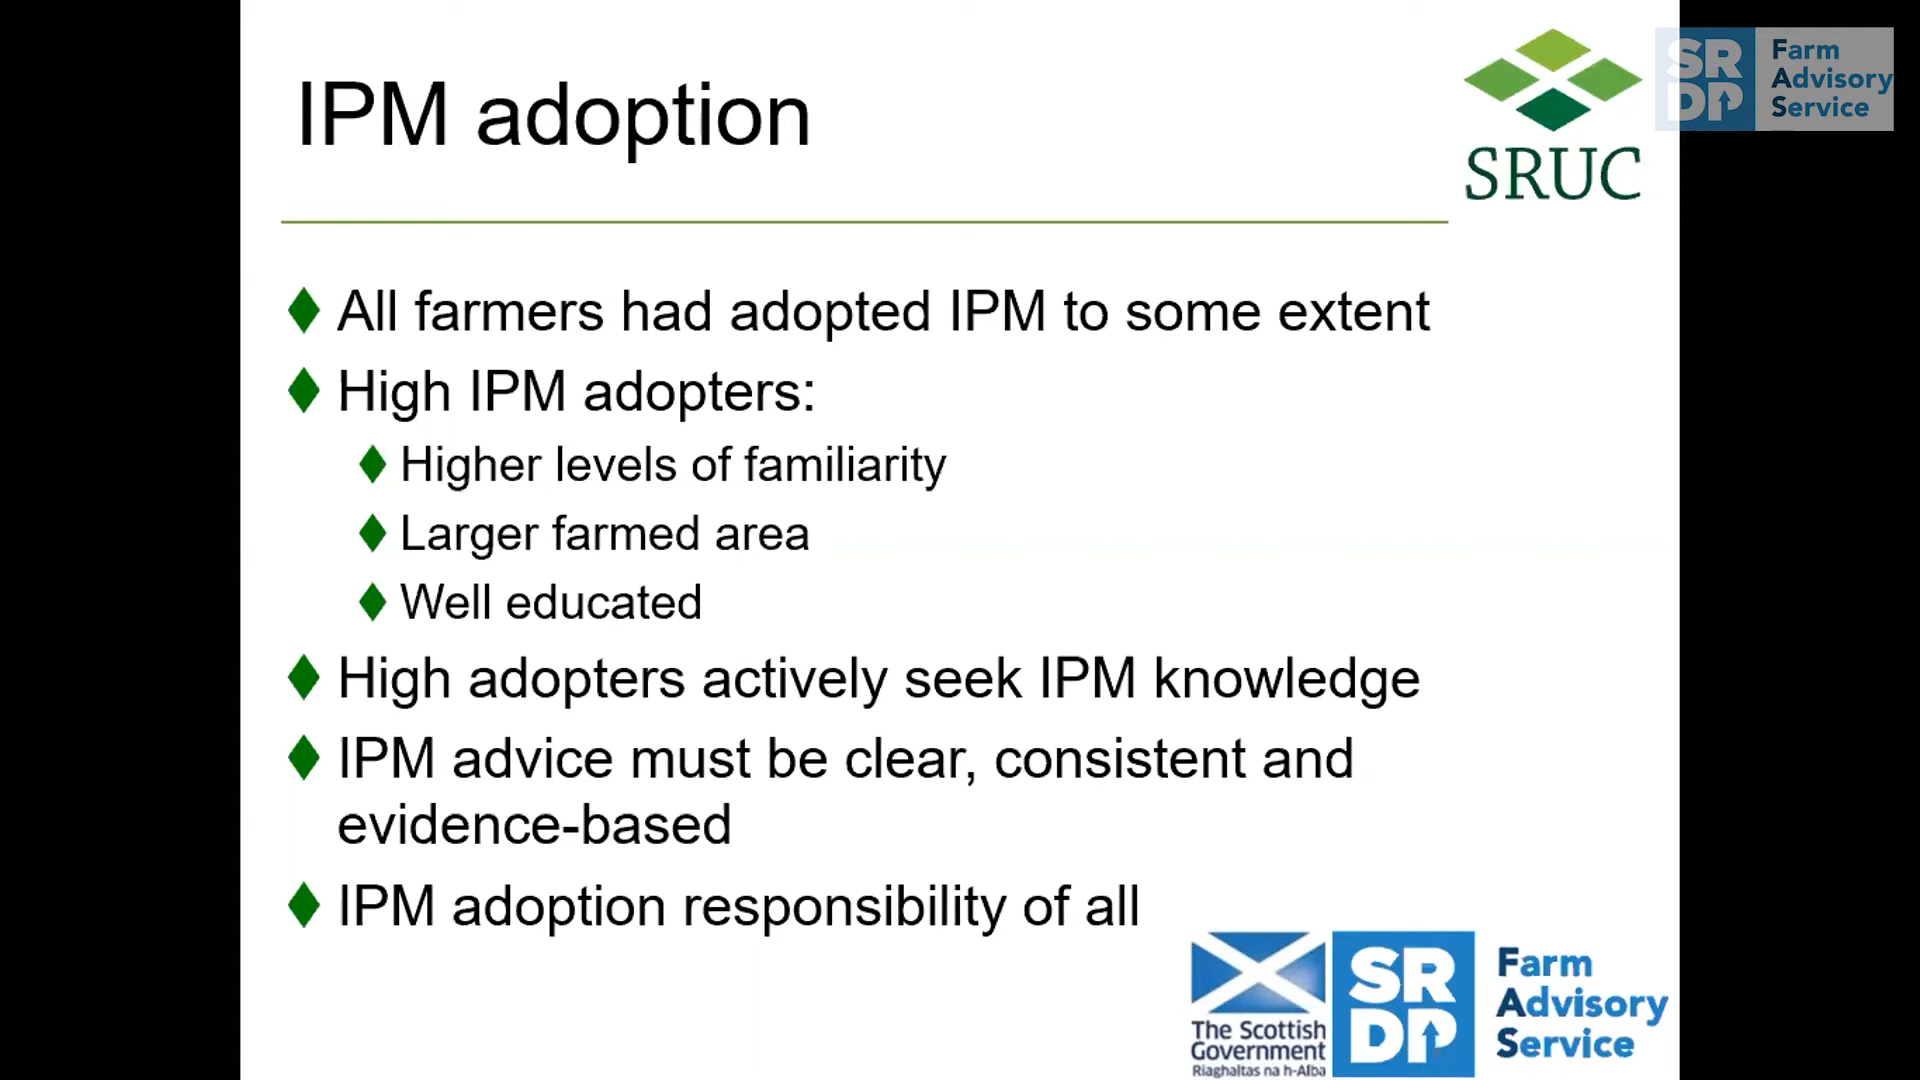 IPM adoption
SRUC
SR
DP
Farm
Advisory
Service
All farmers had adopted IPM to some extent
High IPM adopters:
Higher levels of familiarity
Larger farmed area
Well educated
High adopters actively seek IPM knowledge
IPM advice must be clear, consistent and
evidence-based
IPM adoption responsibility of all
The Scottish
Government
Riaghaltas na h-Alba
SR
DP
Farm
Advisory
Service